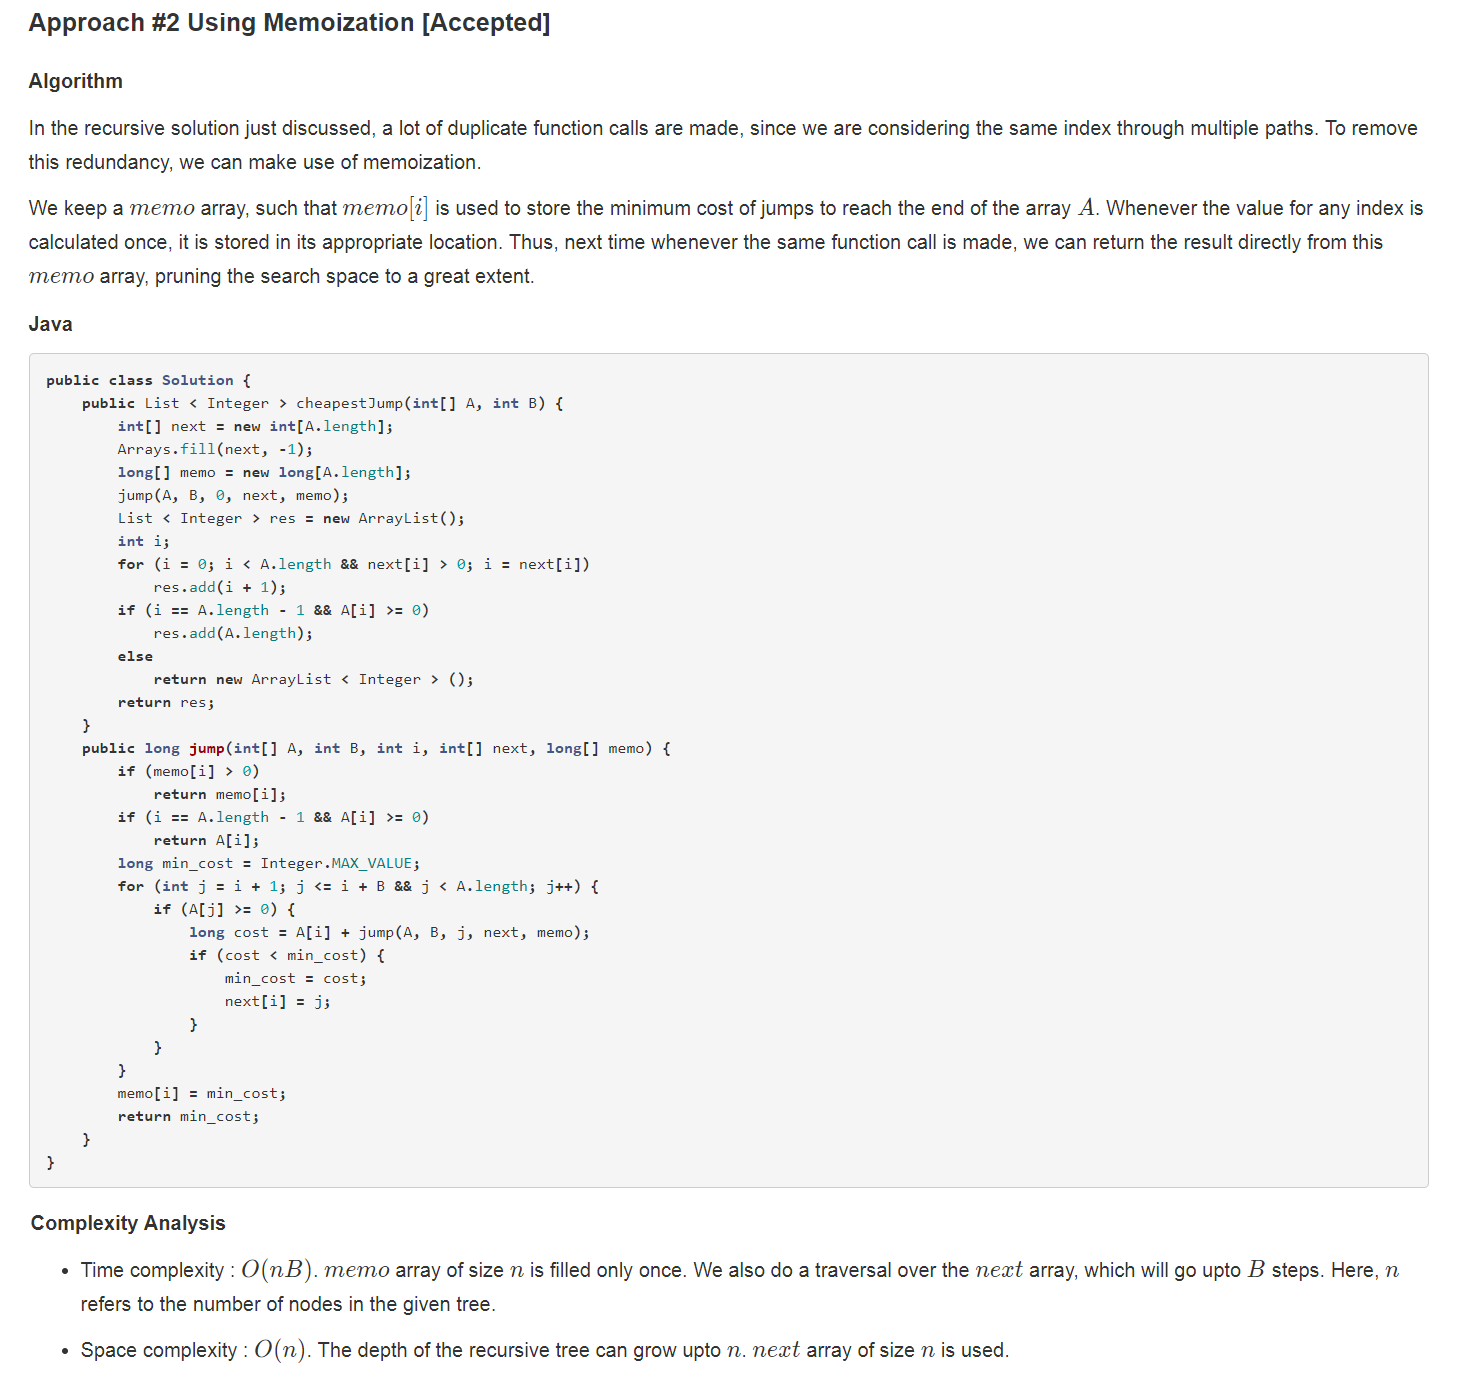 Approach #2 Using Memoization [Accepted]
Algorithm
In the recursive solution just discussed, a lot of duplicate function calls are made, since we are considering the same index through multiple paths. To remove
this redundancy, we can make use of memoization.
We keep a memo array, such that memo[i] is used to store the minimum cost of jumps to reach the end of the array A. Whenever the value for any index is
calculated once, it is stored in its appropriate location. Thus, next time whenever the same function call is made, we can return the result directly from this
memo array, pruning the search space to a great extent.
Java
public class Solution {
    public List < Integer > cheapestJump(int[] A, int B) {
        int[] next = new int[A.length];
        Arrays.fill(next, -1);
        long[] memo = new long[A.length];
        jump(A, B, 0, next, memo);
        List < Integer > res = new ArrayList();
        int i;
        for (i = 0; i < A.length && next[i] > 0; i = next[i])
            res.add(i + 1);
        if (i == A.length - 1 && A[i] >= 0)
            res.add(A.length);
        else
            return new ArrayList < Integer > ();
        return res;
    }
    public long jump(int[] A, int B, int i, int[] next, long[] memo) {
        if (memo[i] > 0)
            return memo[i];
        if (i == A.length - 1 && A[i] >= 0)
            return A[i];
        long min_cost = Integer.MAX_VALUE;
        for (int j = i + 1; j <= i + B && j < A.length; j++) {
            if (A[j] >= 0) {
                long cost = A[i] + jump(A, B, j, next, memo);
                if (cost < min_cost) {
                    min_cost = cost;
                    next[i] = j;
                }
            }
        }
        memo[i] = min_cost;
        return min_cost;
    }
}
Complexity Analysis
• Time complexity : O(nB). memo array of size n is filled only once. We also do a traversal over the next array, which will go upto B steps. Here, n
refers to the number of nodes in the given tree.
• Space complexity : O(n). The depth of the recursive tree can grow upto n. next array of size n is used.